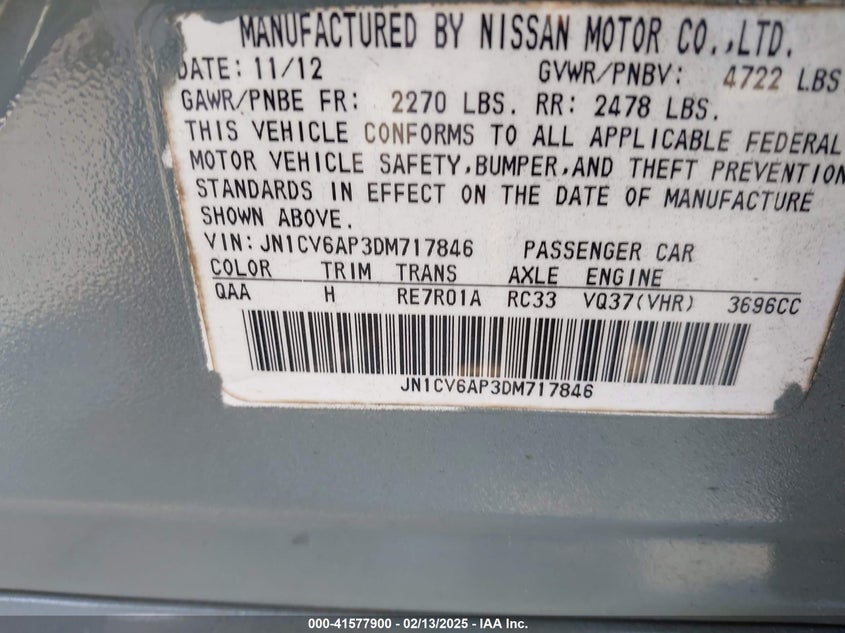 MANUFACTURED BY NISSAN MOTOR CO.,LTD.
DATE: 11/12 GVWR/PNBV: 4722 LBS
GAWR/PNBE FR: 2270 LBS. RR: 2478 LBS.
THIS VEHICLE CONFORMS TO ALL APPLICABLE FEDERAL
MOTOR VEHICLE SAFETY,BUMPER,AND THEFT PREVENTION
STANDARDS IN EFFECT ON THE DATE OF MANUFACTURE
SHOWN ABOVE.
VIN: JN1CV6AP3DM717846 PASSENGER CAR
COLOR TRIM TRANS AXLE ENGINE
QAA H RE7R01A RC33 VQ37(VHR) 3696CC
JN1CV6AP3DM717846
000-41577900 - 02/13/2025 - IAA Inc.